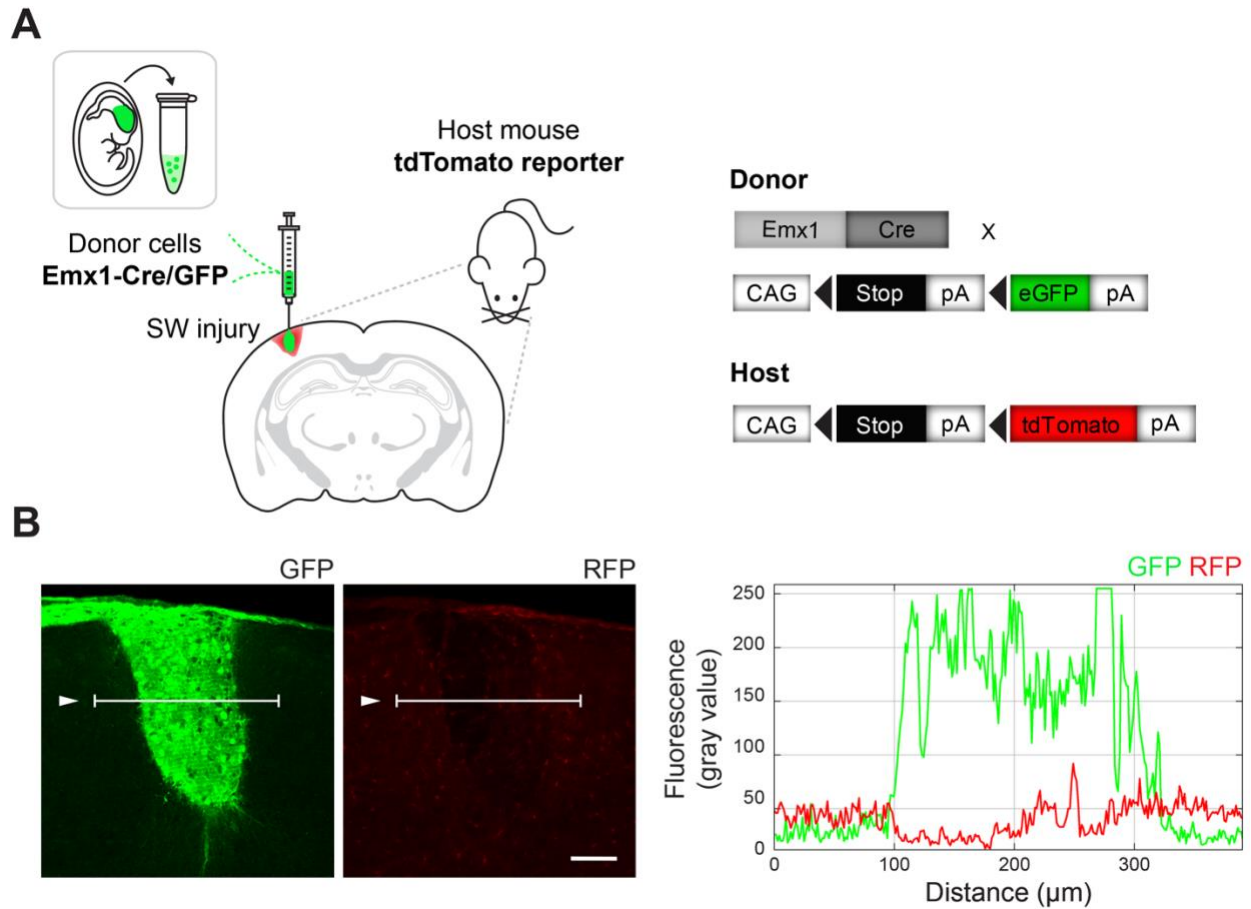 A
Host mouse
tdTomato reporter
Donor cells
Emx1-Cre/GFP
SW injury
Donor
Emx1 Cre X
CAG Stop pA eGFP pA
Host
CAG Stop pA tdTomato pA
B
GFP
RFP
GFP RFP
Fluorescence
(gray value)
250
200
150
100
50
0
0 100 200 300
Distance (µm)